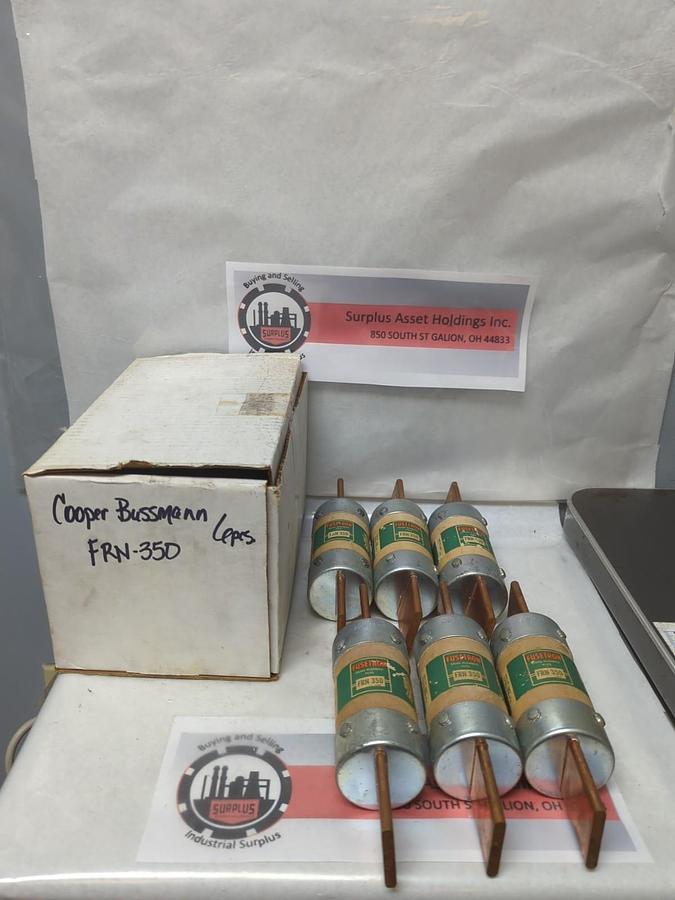 Buying and Selling
SURPLUS
Surplus Asset Holdings Inc.
850 SOUTH ST GALION, OH 44833
Cooper Bussmann 6pcs
FRN-350
FRN 350
FRN 350
FUSETRON
FRN 350
FUSETRON
FRN 350
FUSETRON
FRN 350
Buying and Selling
SURPLUS
Industrial Surplus
SOUTH ST GALION, OH